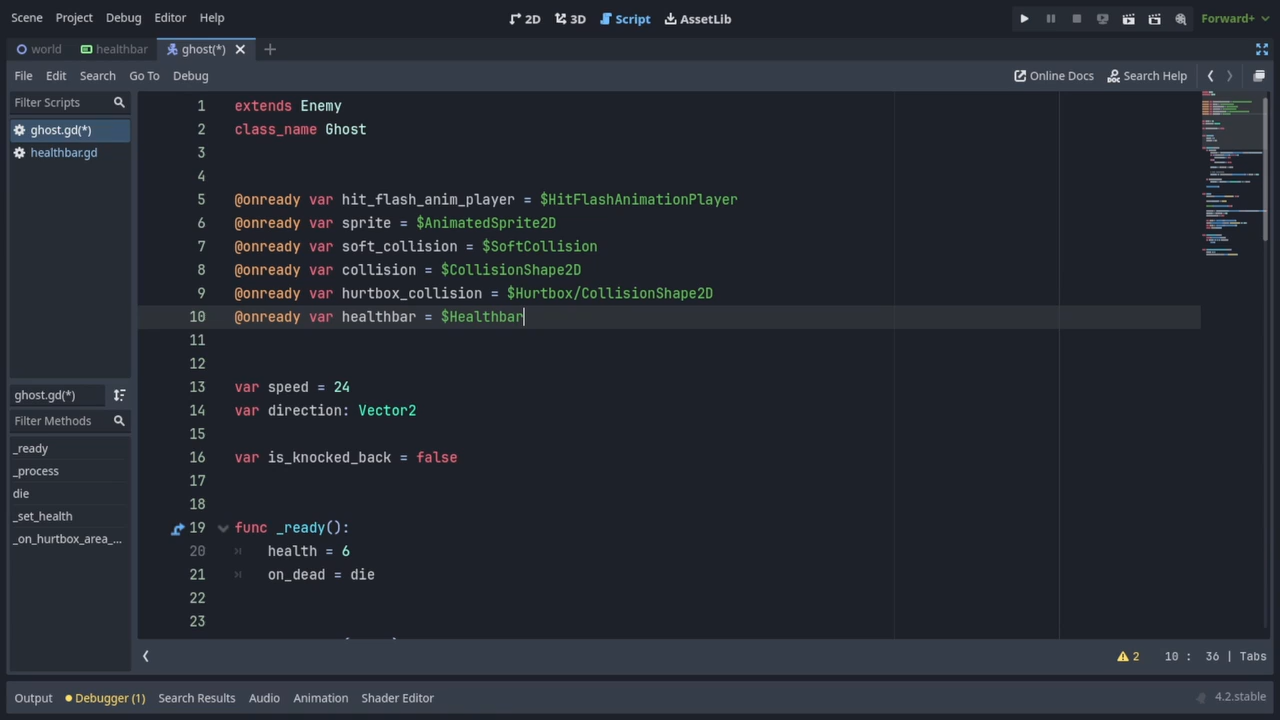 Scene Project Debug Editor Help 2D 3D Script AssetLib Forward+
world healthbar ghost(*)
File Edit Search Go To Debug Online Docs Search Help
Filter Scripts
ghost.gd(*)
healthbar.gd
ghost.gd(*)
Filter Methods
_ready
_process
die
_set_health
_on_hurtbox_area_...
1 extends Enemy
2 class_name Ghost
3
4
5 @onready var hit_flash_anim_player = $HitFlashAnimationPlayer
6 @onready var sprite = $AnimatedSprite2D
7 @onready var soft_collision = $SoftCollision
8 @onready var collision = $CollisionShape2D
9 @onready var hurtbox_collision = $Hurtbox/CollisionShape2D
10 @onready var healthbar = $Healthbar
11
12
13 var speed = 24
14 var direction: Vector2
15
16 var is_knocked_back = false
17
18
19 func _ready():
20 health = 6
21 on_dead = die
22
23
2 10 : 36 | Tabs
Output Debugger (1) Search Results Audio Animation Shader Editor 4.2.stable